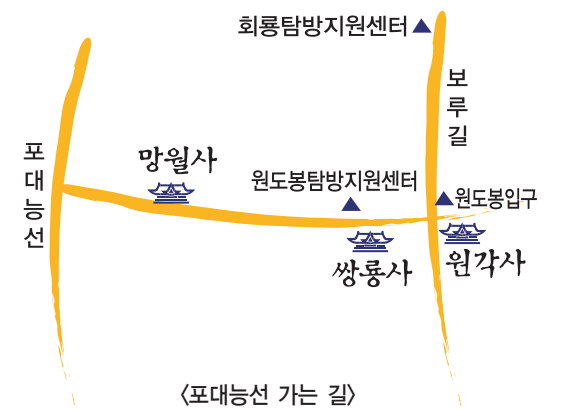 회룡탐방지원센터
보루길
포대능선
망월사
원도봉탐방지원센터
원도봉입구
쌍룡사
원각사
<포대능선 가는 길>